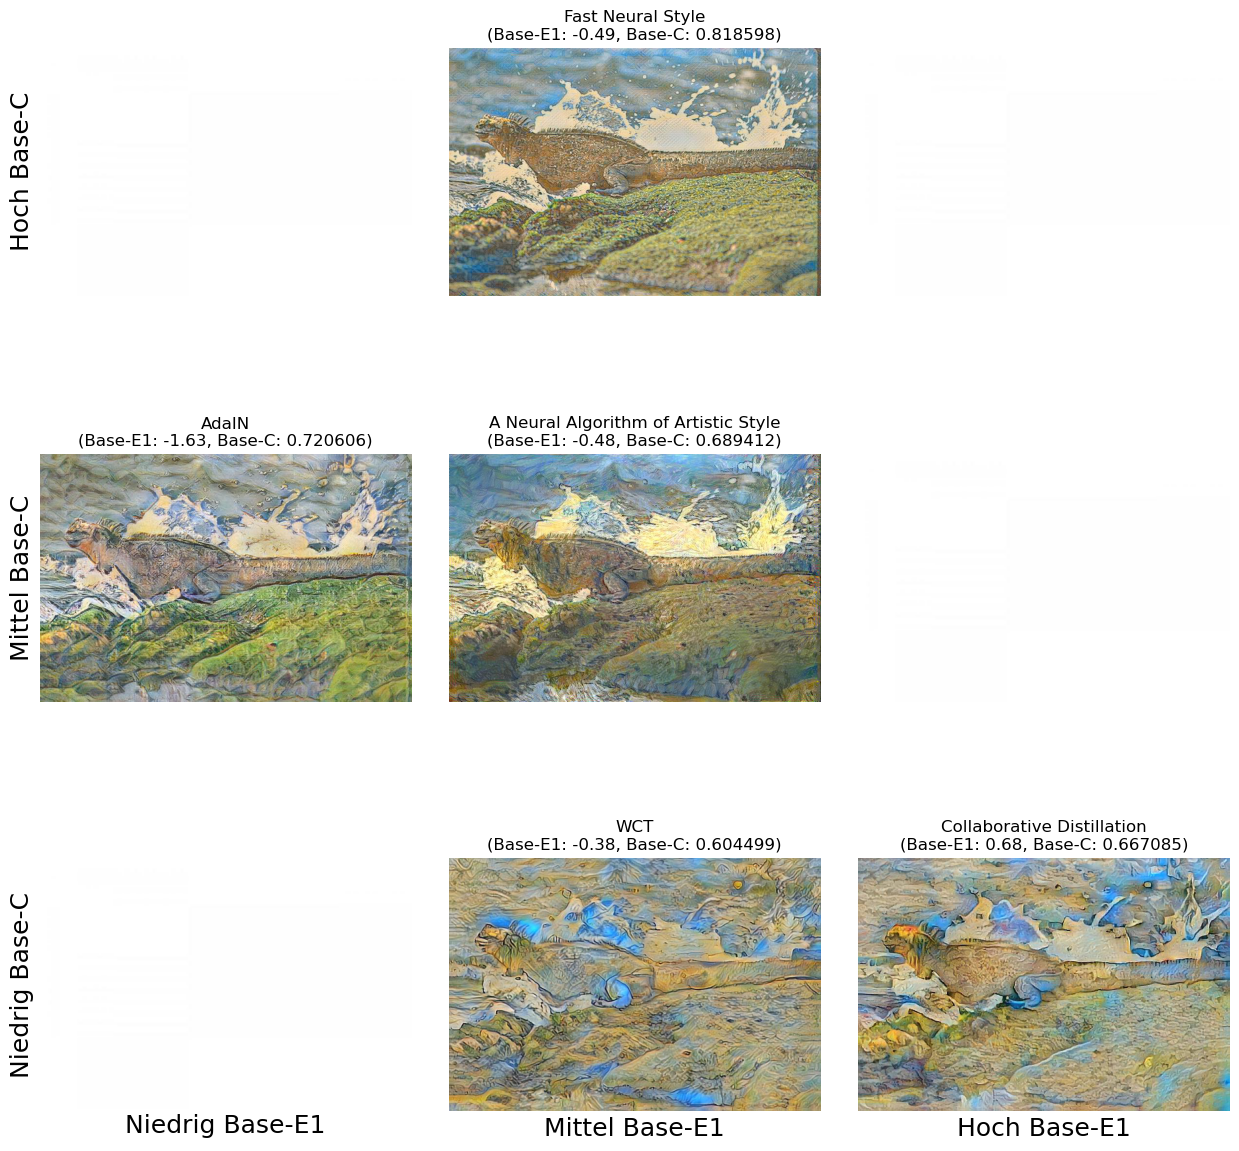 Fast Neural Style
(Base-E1: -0.49, Base-C: 0.818598)
Hoch Base-C
AdaIN
(Base-E1: -1.63, Base-C: 0.720606)
A Neural Algorithm of Artistic Style
(Base-E1: -0.48, Base-C: 0.689412)
Mittel Base-C
WCT
(Base-E1: -0.38, Base-C: 0.604499)
Collaborative Distillation
(Base-E1: 0.68, Base-C: 0.667085)
Niedrig Base-C
Niedrig Base-E1
Mittel Base-E1
Hoch Base-E1